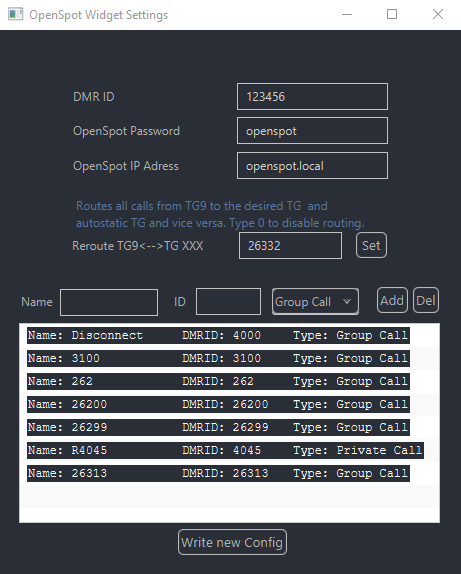 OpenSpot Widget Settings
DMR ID 123456
OpenSpot Password openspot
OpenSpot IP Adress openspot.local
Routes all calls from TG9 to the desired TG and
autostatic TG and vice versa. Type 0 to disable routing.
Reroute TG9<-->TG XXX 26332 Set
Name ID Group Call Add Del
Name: Disconnect DMRID: 4000 Type: Group Call
Name: 3100 DMRID: 3100 Type: Group Call
Name: 262 DMRID: 262 Type: Group Call
Name: 26200 DMRID: 26200 Type: Group Call
Name: 26299 DMRID: 26299 Type: Group Call
Name: R4045 DMRID: 4045 Type: Private Call
Name: 26313 DMRID: 26313 Type: Group Call
Write new Config